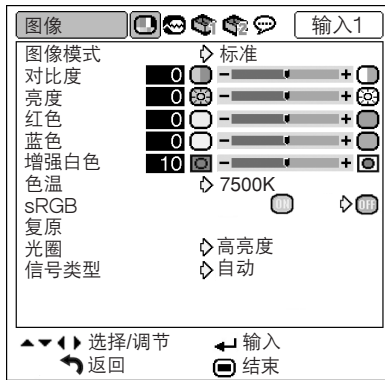 图像 输入1
图像模式 标准
对比度 0 - +
亮度 0 - +
红色 0 - +
蓝色 0 - +
增强白色 10 - +
色温 7500K
sRGB ON OFF
复原
光圈 高亮度
信号类型 自动
选择/调节 输入
返回 结束